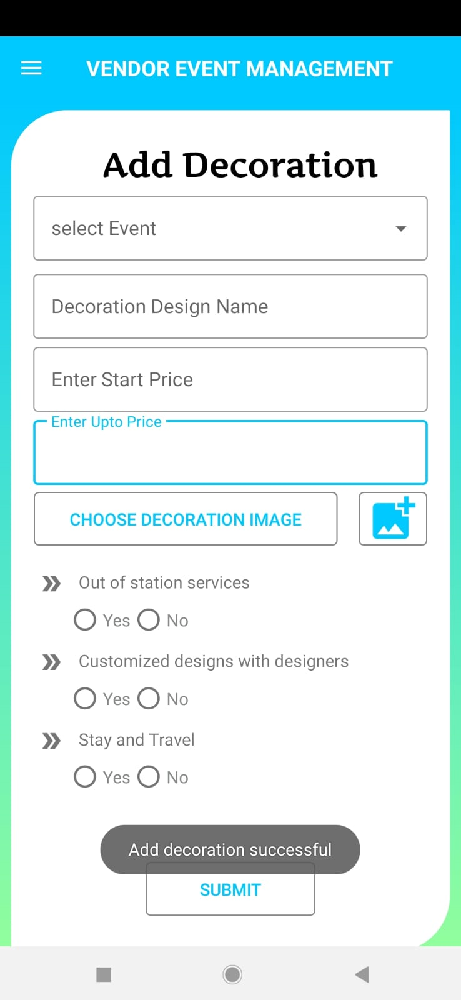 VENDOR EVENT MANAGEMENT
Add Decoration
select Event
Decoration Design Name
Enter Start Price
Enter Upto Price
CHOOSE DECORATION IMAGE
Out of station services
Yes No
Customized designs with designers
Yes No
Stay and Travel
Yes No
Add decoration successful
SUBMIT